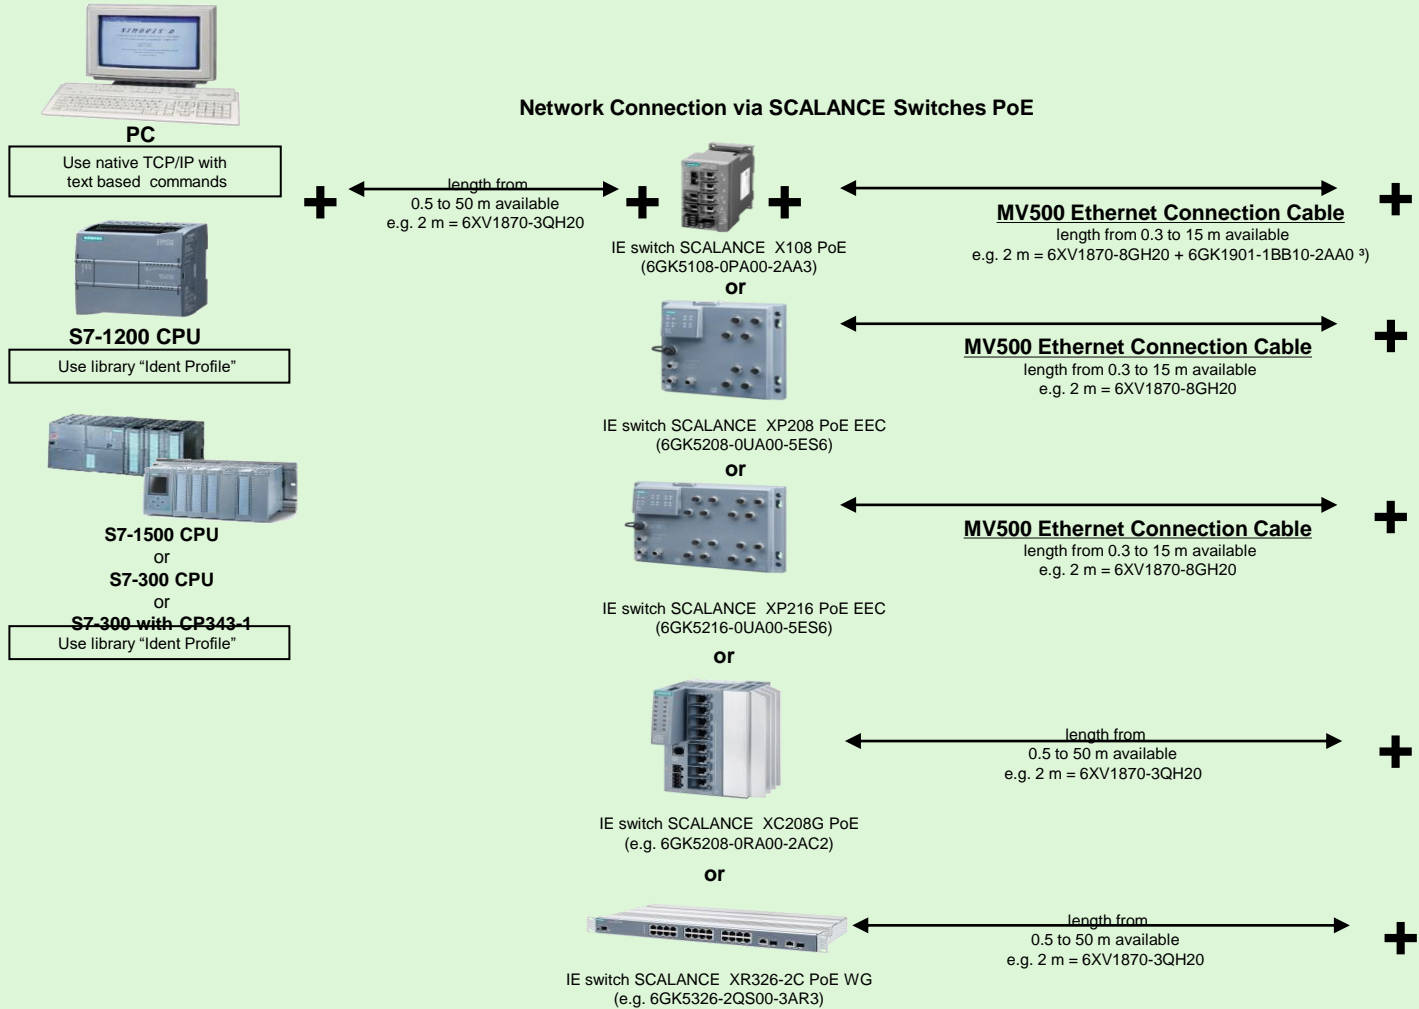 Network Connection via SCALANCE Switches PoE
PC
Use native TCP/IP with
text based commands
S7-1200 CPU
Use library “Ident Profile”
S7-1500 CPU
or
S7-300 CPU
or
S7-300 with CP343-1
Use library “Ident Profile”
+
length from
0.5 to 50 m available
e.g. 2 m = 6XV1870-3QH20
+
+
IE switch SCALANCE X108 PoE
(6GK5108-0PA00-2AA3)
or
MV500 Ethernet Connection Cable
length from 0.3 to 15 m available
e.g. 2 m = 6XV1870-8GH20 + 6GK1901-1BB10-2AA0 ³)
+
IE switch SCALANCE XP208 PoE EEC
(6GK5208-0UA00-5ES6)
or
MV500 Ethernet Connection Cable
length from 0.3 to 15 m available
e.g. 2 m = 6XV1870-8GH20
+
IE switch SCALANCE XP216 PoE EEC
(6GK5216-0UA00-5ES6)
or
MV500 Ethernet Connection Cable
length from 0.3 to 15 m available
e.g. 2 m = 6XV1870-8GH20
+
IE switch SCALANCE XC208G PoE
(e.g. 6GK5208-0RA00-2AC2)
or
length from
0.5 to 50 m available
e.g. 2 m = 6XV1870-3QH20
+
IE switch SCALANCE XR326-2C PoE WG
(e.g. 6GK5326-2QS00-3AR3)
length from
0.5 to 50 m available
e.g. 2 m = 6XV1870-3QH20
+